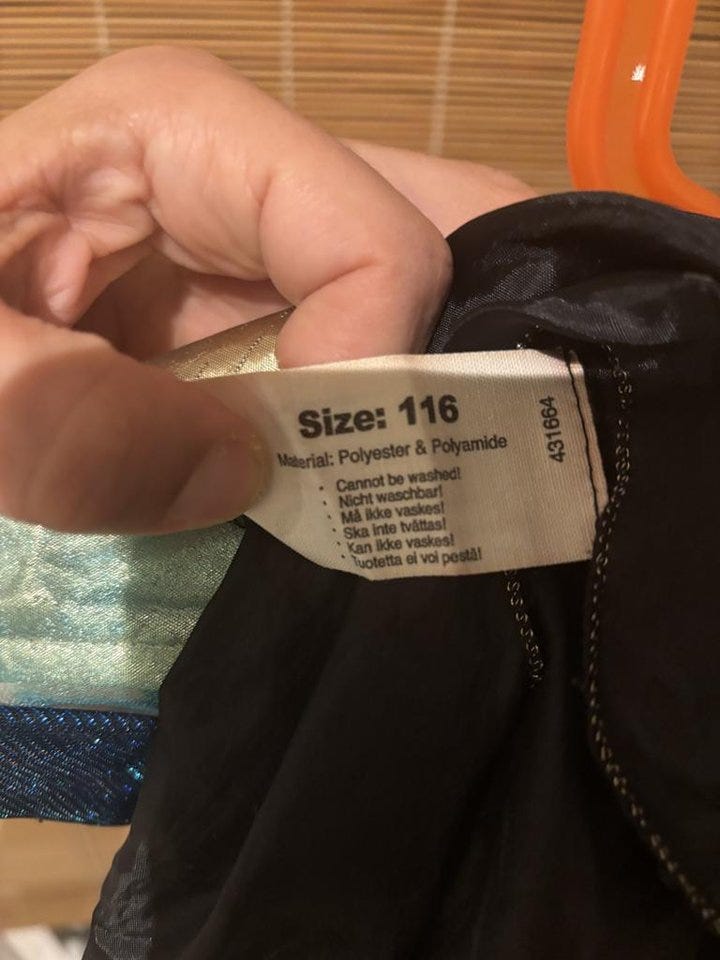 Size: 116
Material: Polyester & Polyamide
• Cannot be washed!
• Nicht waschbar!
• Må ikke vaskes!
• Ska inte tvättas!
• Kan ikke vaskes!
• Tuotetta ei voi pestä!
431664